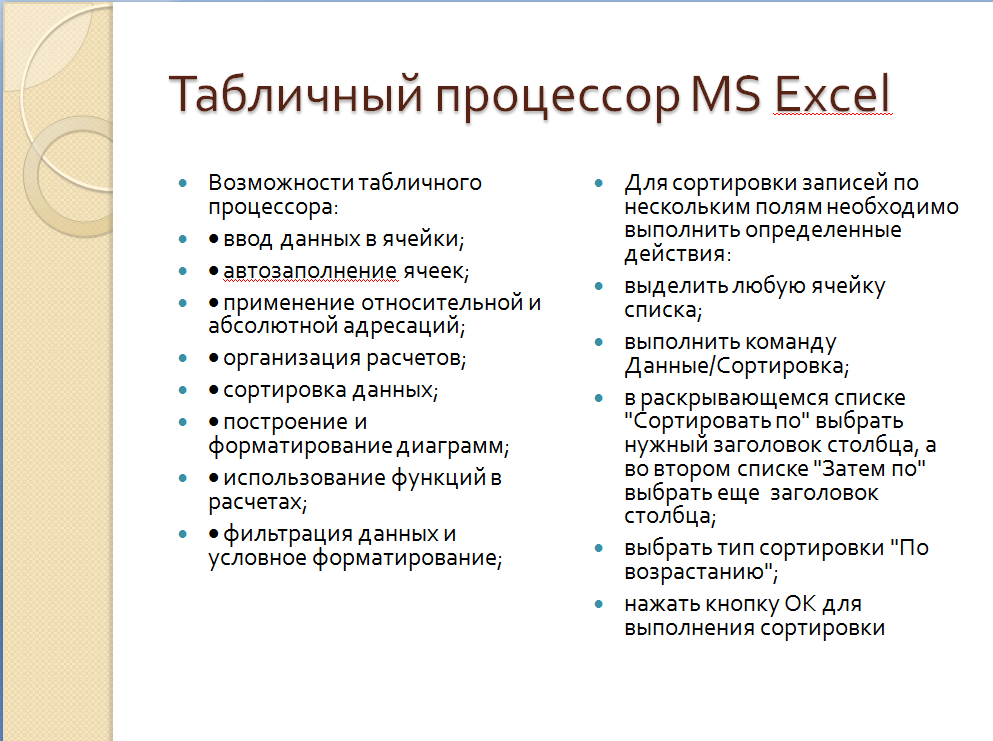 Табличный процессор MS Excel
• Возможности табличного
процессора:
• • ввод данных в ячейки;
• • автозаполнение ячеек;
• • применение относительной и
абсолютной адресаций;
• • организация расчетов;
• • сортировка данных;
• • построение и
форматирование диаграмм;
• • использование функций в
расчетах;
• • фильтрация данных и
условное форматирование;
• Для сортировки записей по
нескольким полям необходимо
выполнить определенные
действия:
• выделить любую ячейку
списка;
• выполнить команду
Данные/Сортировка;
• в раскрывающемся списке
"Сортировать по" выбрать
нужный заголовок столбца, а
во втором списке "Затем по"
выбрать еще  заголовок
столбца;
• выбрать тип сортировки "По
возрастанию";
• нажать кнопку ОК для
выполнения сортировки